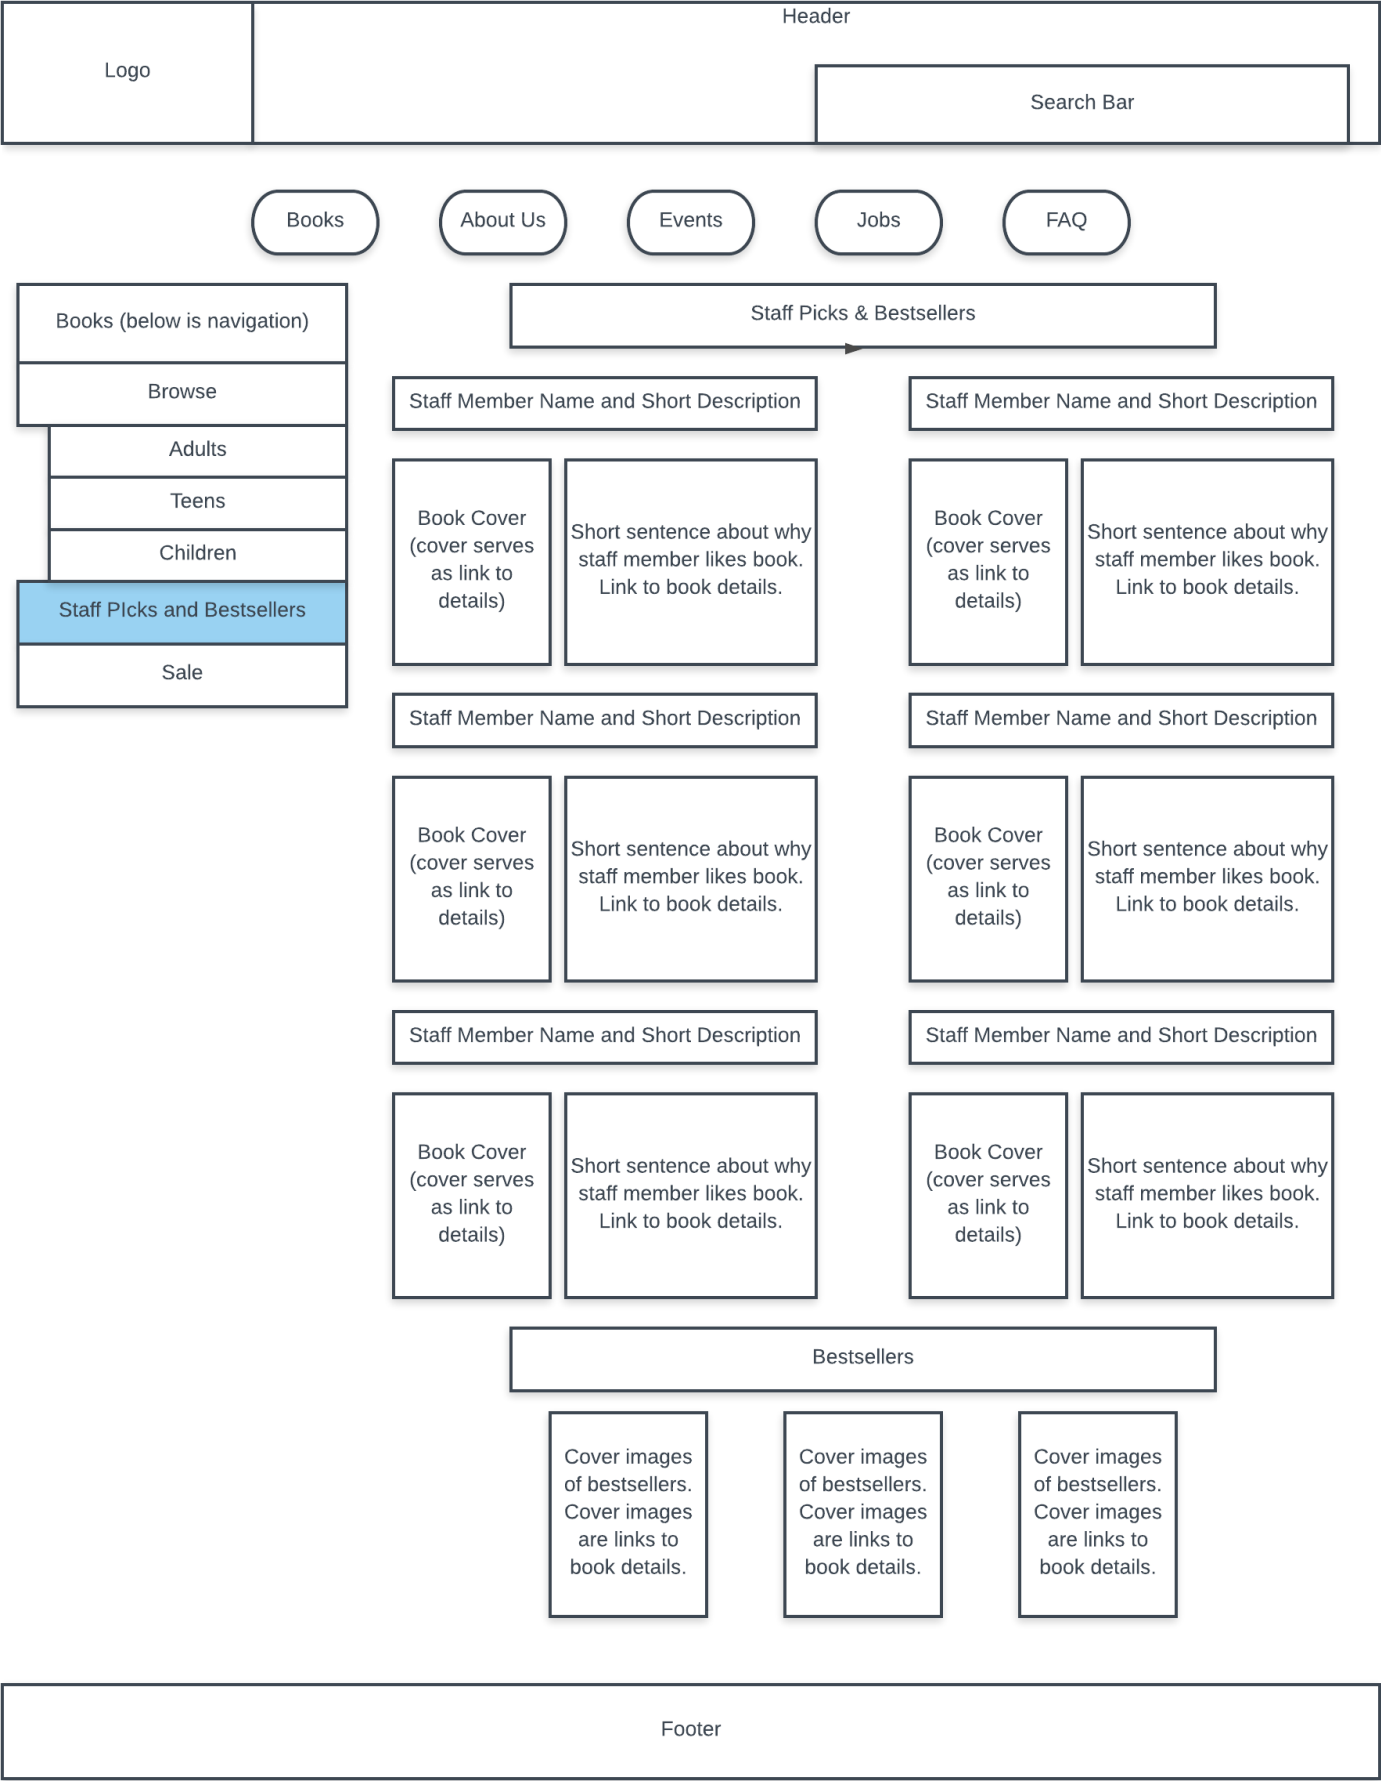 Header
Logo
Search Bar
Books
About Us
Events
Jobs
FAQ
Books (below is navigation)
Browse
Adults
Teens
Children
Staff PIcks and Bestsellers
Sale
Staff Picks & Bestsellers
Staff Member Name and Short Description
Book Cover
(cover serves
as link to
details)
Short sentence about why
staff member likes book.
Link to book details.
Staff Member Name and Short Description
Book Cover
(cover serves
as link to
details)
Short sentence about why
staff member likes book.
Link to book details.
Staff Member Name and Short Description
Book Cover
(cover serves
as link to
details)
Short sentence about why
staff member likes book.
Link to book details.
Staff Member Name and Short Description
Book Cover
(cover serves
as link to
details)
Short sentence about why
staff member likes book.
Link to book details.
Staff Member Name and Short Description
Book Cover
(cover serves
as link to
details)
Short sentence about why
staff member likes book.
Link to book details.
Staff Member Name and Short Description
Book Cover
(cover serves
as link to
details)
Short sentence about why
staff member likes book.
Link to book details.
Bestsellers
Cover images
of bestsellers.
Cover images
are links to
book details.
Cover images
of bestsellers.
Cover images
are links to
book details.
Cover images
of bestsellers.
Cover images
are links to
book details.
Footer